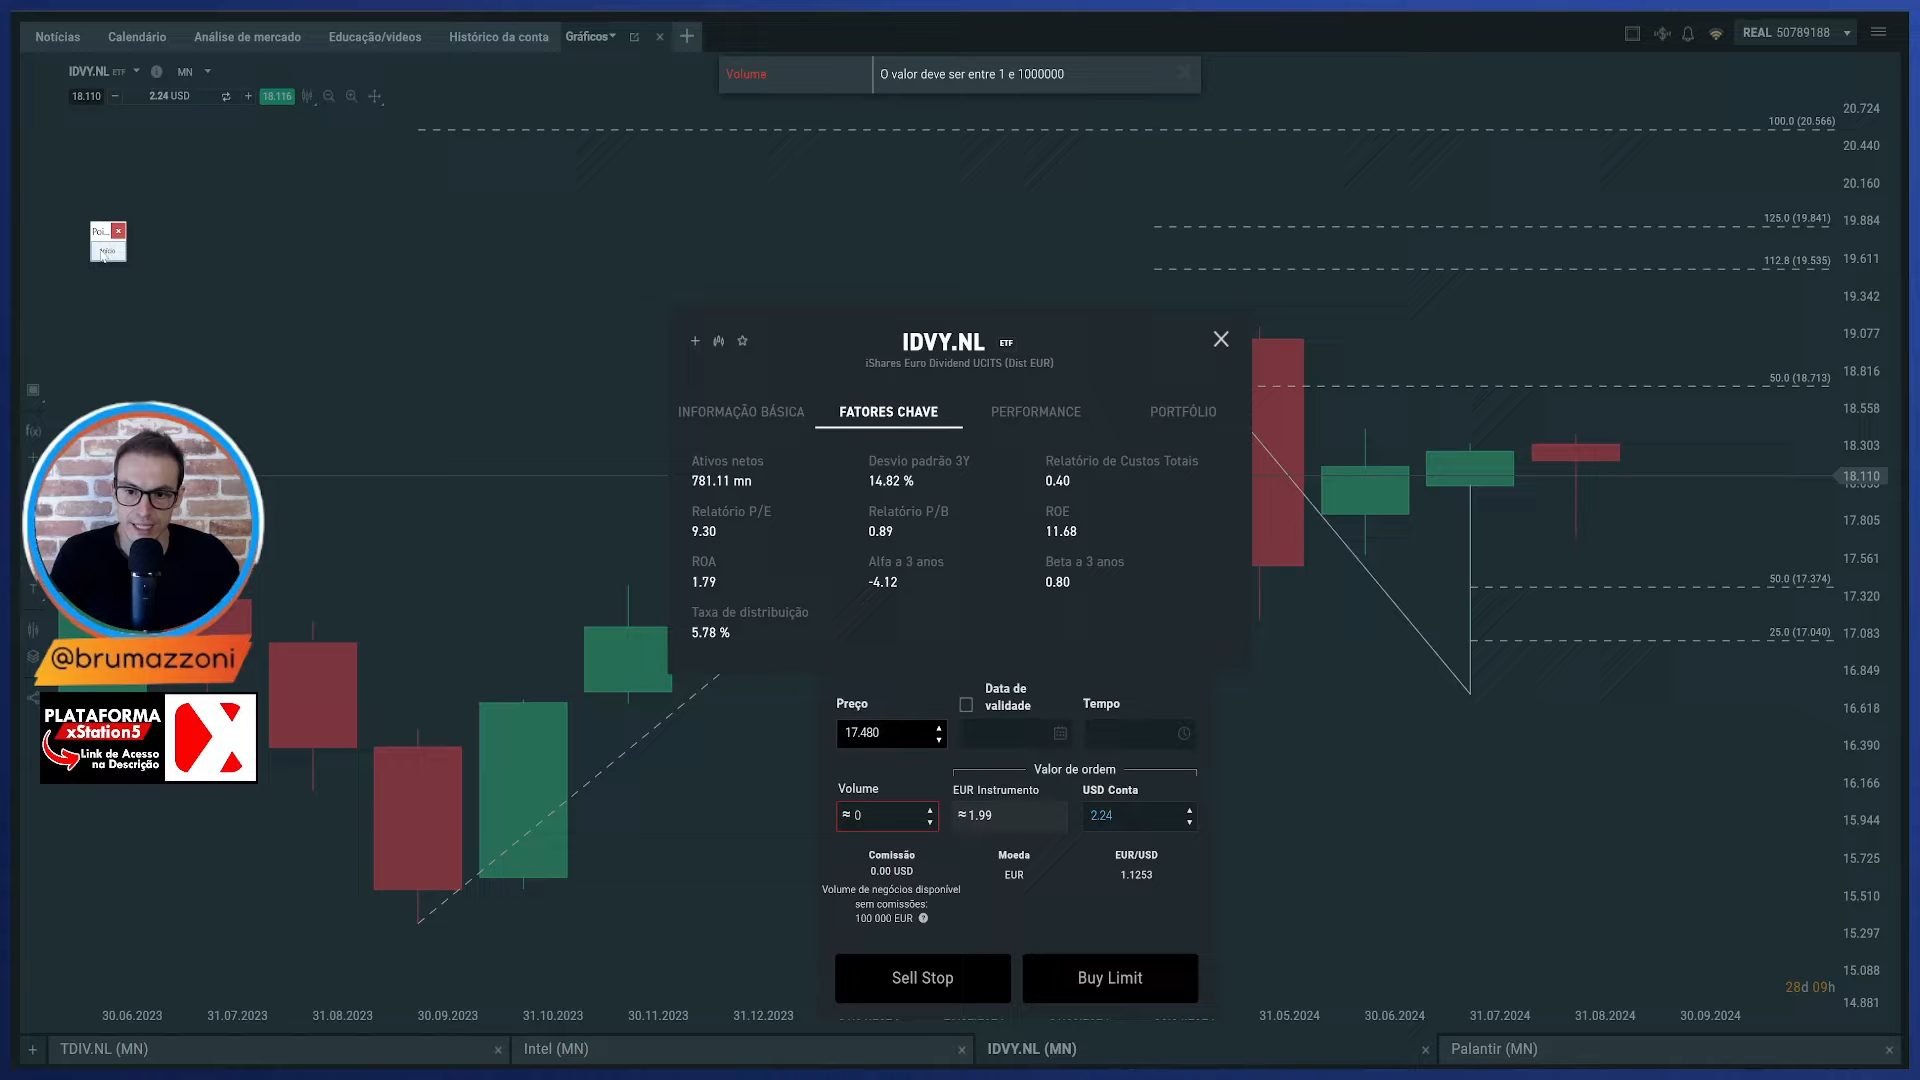 Notícias
Calendário
Análise de mercado
Educação/videos
Histórico da conta
Gráficos
REAL 50789188
IDVY.NL ETF
MN
18.110
2.24 USD
18.116
Volume
O valor deve ser entre 1 e 1000000
20.724
100.0 (20.566)
20.440
20.160
125.0 (19.841)
19.884
112.8 (19.535)
19.611
19.342
19.077
18.816
50.0 (18.713)
18.558
18.303
18.110
17.805
17.561
50.0 (17.374)
17.320
25.0 (17.040)
17.083
16.849
16.618
16.390
16.166
15.944
15.725
15.510
15.297
15.088
28d 09h
14.881
Poi...
Início
IDVY.NL ETF
iShares Euro Dividend UCITS (Dist EUR)
INFORMAÇÃO BÁSICA
FATORES CHAVE
PERFORMANCE
PORTFÓLIO
Ativos netos
781.11 mn
Desvio padrão 3Y
14.82 %
Relatório de Custos Totais
0.40
Relatório P/E
9.30
Relatório P/B
0.89
ROE
11.68
ROA
1.79
Alfa a 3 anos
-4.12
Beta a 3 anos
0.80
Taxa de distribuição
5.78 %
@brumazzoni
PLATAFORMA
xStation5
Link de Acesso
na Descrição
Preço
Data de
validade
Tempo
17.480
Valor de ordem
Volume
EUR Instrumento
USD Conta
≈ 0
≈ 1.99
2.24
Comissão
0.00 USD
Moeda
EUR
EUR/USD
1.1253
Volume de negócios disponível
sem comissões:
100 000 EUR
Sell Stop
Buy Limit
30.06.2023
31.07.2023
31.08.2023
30.09.2023
31.10.2023
30.11.2023
31.12.2023
31.05.2024
30.06.2024
31.07.2024
31.08.2024
30.09.2024
TDIV.NL (MN)
Intel (MN)
IDVY.NL (MN)
Palantir (MN)